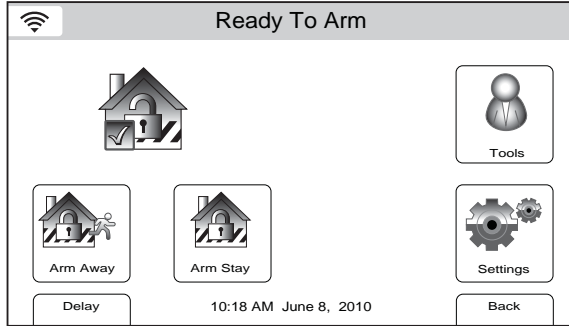 Ready To Arm
Tools
Arm Away
Arm Stay
Settings
Delay
10:18 AM June 8, 2010
Back